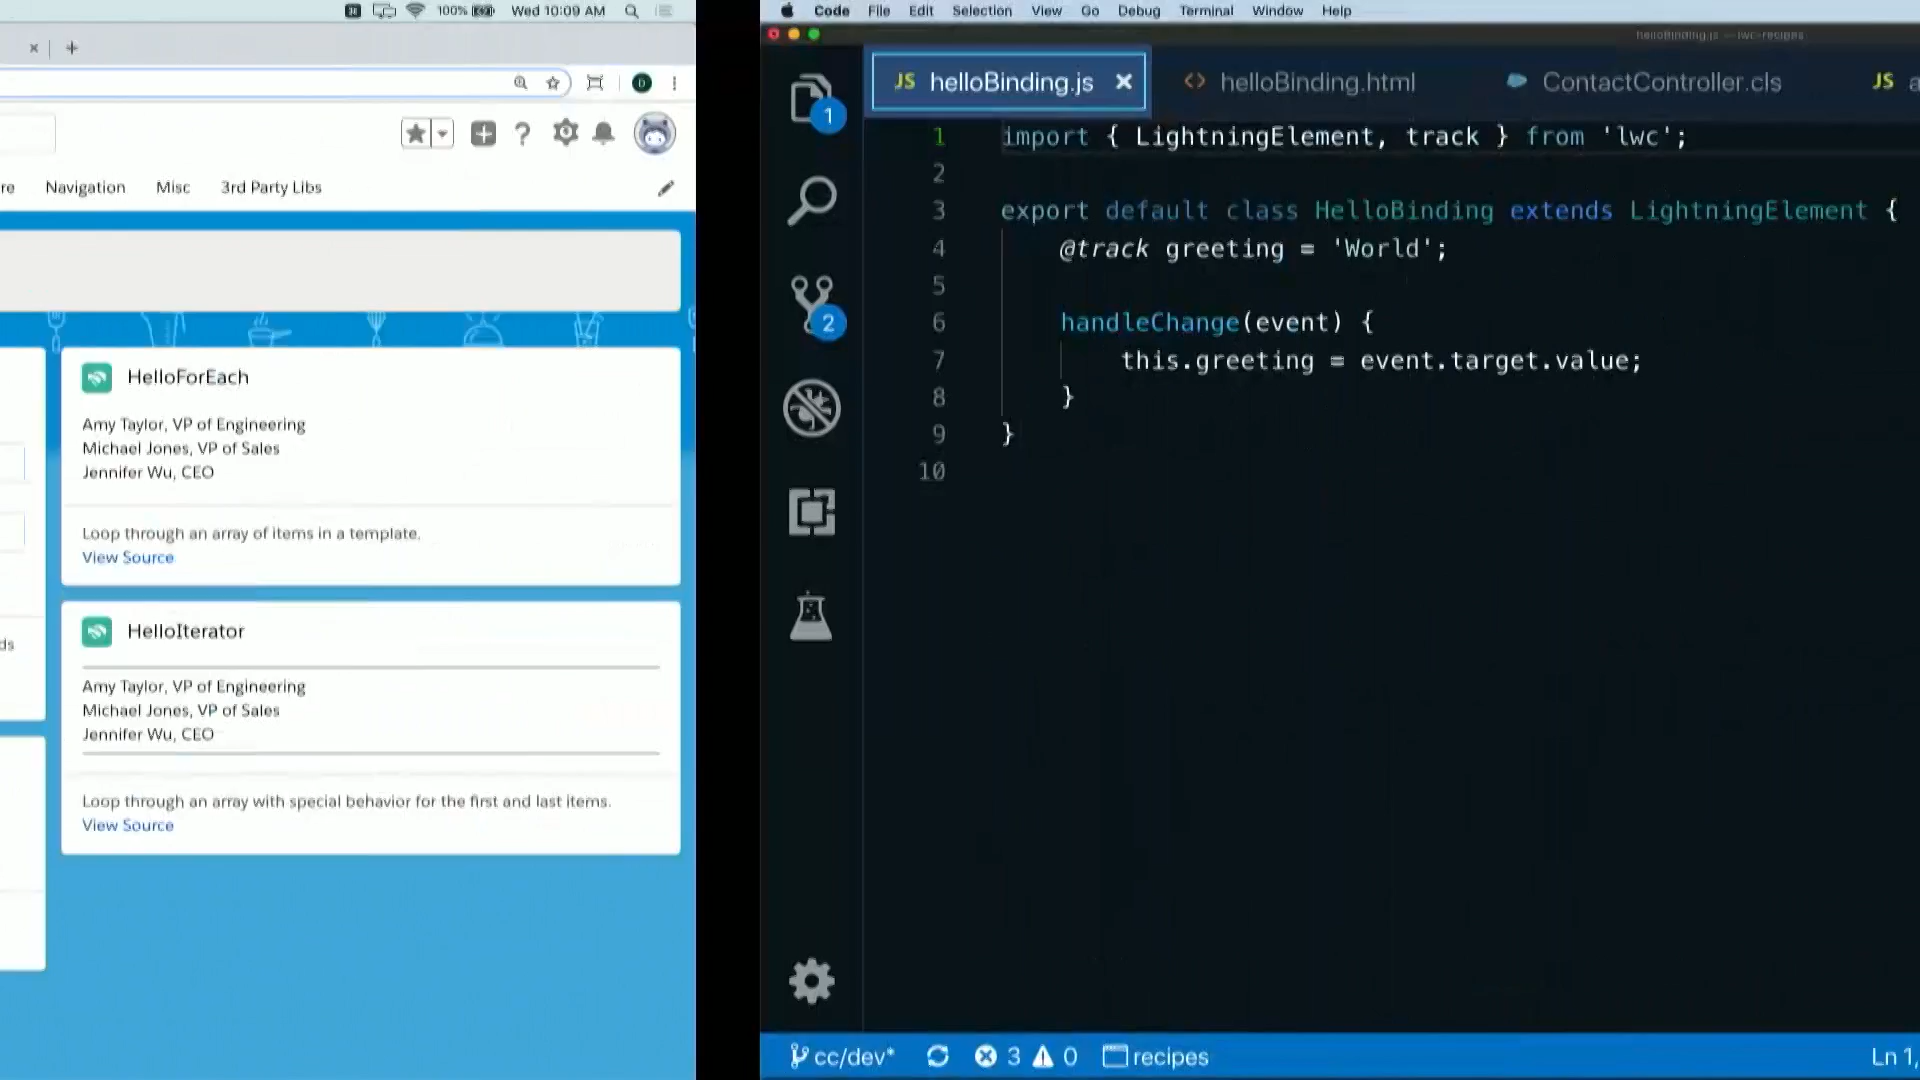 100%
Wed 10:09 AM
re
Navigation
Misc
3rd Party Libs
HelloForEach
Amy Taylor, VP of Engineering
Michael Jones, VP of Sales
Jennifer Wu, CEO
Loop through an array of items in a template.
View Source
HelloIterator
ds
Amy Taylor, VP of Engineering
Michael Jones, VP of Sales
Jennifer Wu, CEO
Loop through an array with special behavior for the first and last items.
View Source
Code File Edit Selection View Go Debug Terminal Window Help
helloBinding.js — lwc-recipes
JS helloBinding.js
<> helloBinding.html
ContactController.cls
JS a
1
2
1 import { LightningElement, track } from 'lwc';
2
3 export default class HelloBinding extends LightningElement {
4 @track greeting = 'World';
5
6 handleChange(event) {
7 this.greeting = event.target.value;
8 }
9 }
10
cc/dev* 3 0 recipes Ln 1,